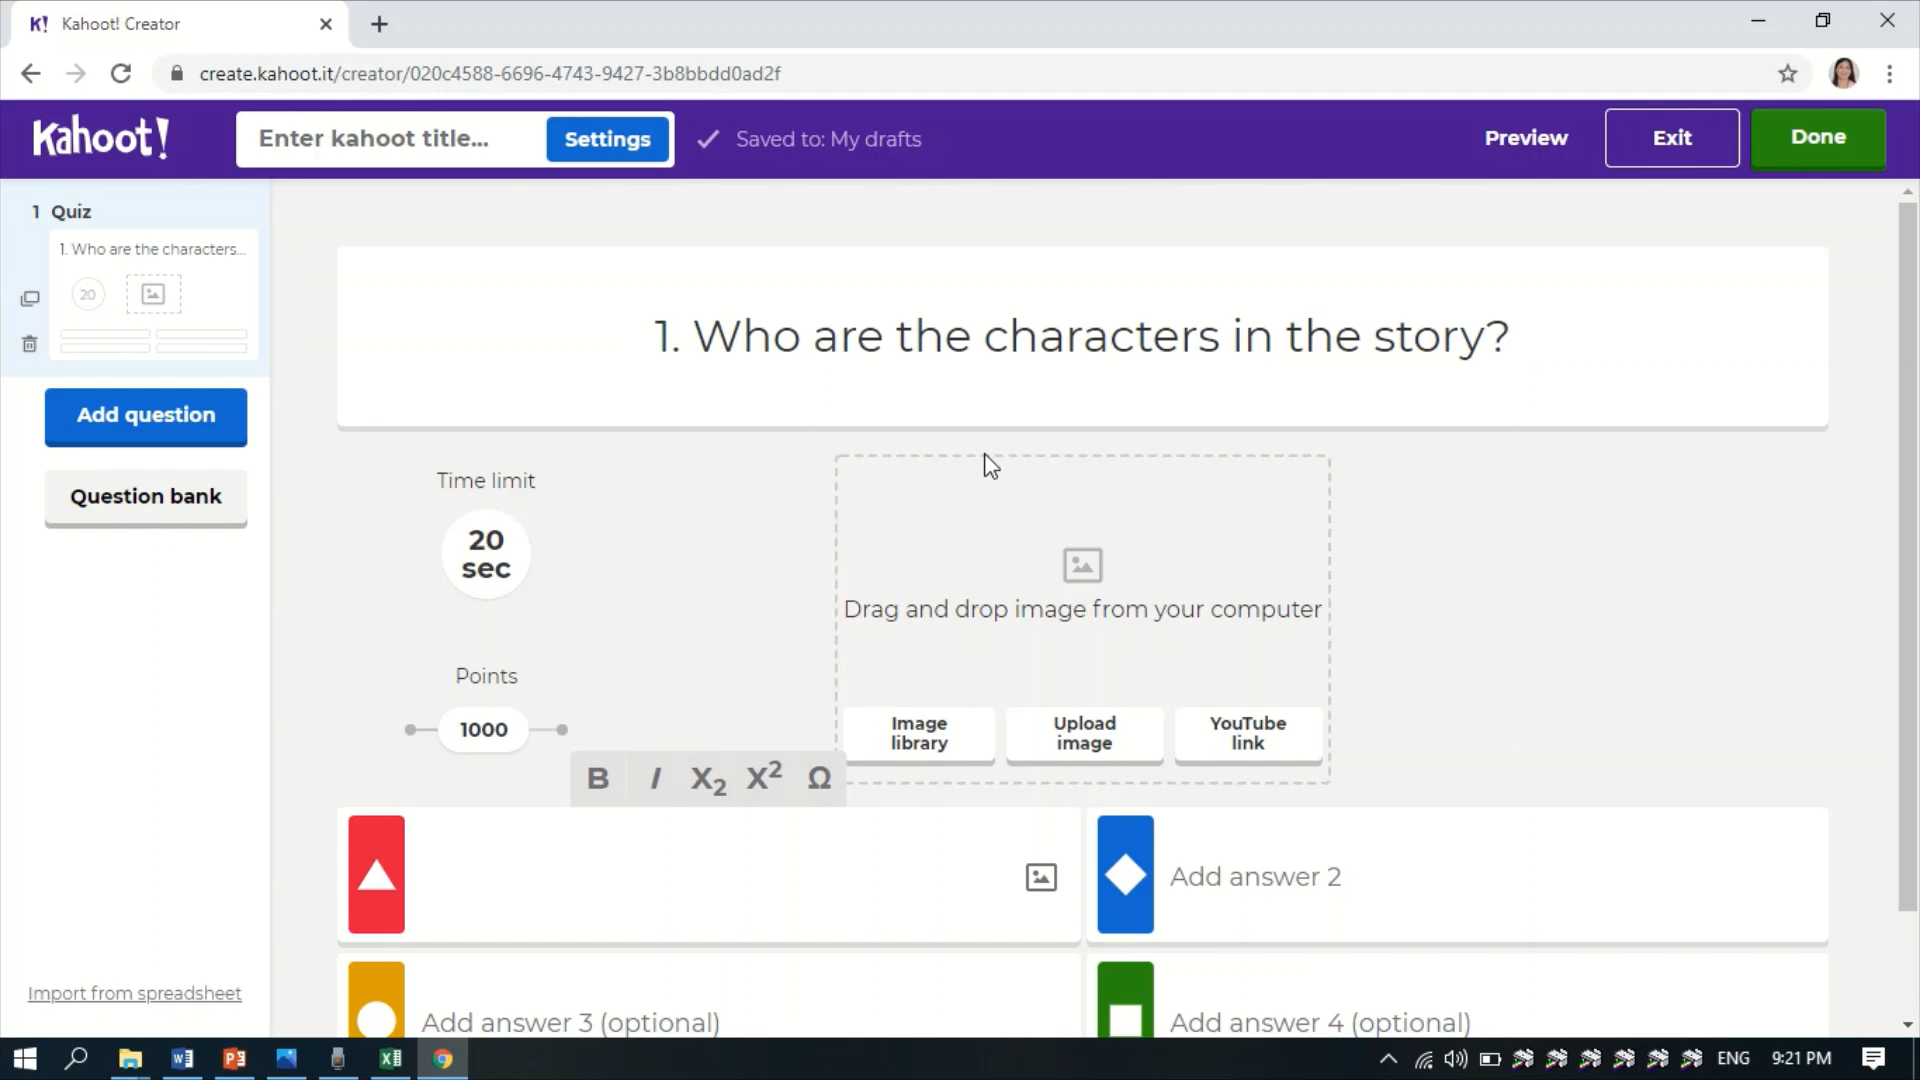 K! Kahoot! Creator
create.kahoot.it/creator/020c4588-6696-4743-9427-3b8bbdd0ad2f
Kahoot!
Enter kahoot title...
Settings
Saved to: My drafts
Preview
Exit
Done
1 Quiz
1. Who are the characters...
20
Add question
Question bank
Import from spreadsheet
1. Who are the characters in the story?
Time limit
20
sec
Points
1000
Drag and drop image from your computer
Image
library
Upload
image
YouTube
link
B I X2 X2 Ω
Add answer 2
Add answer 3 (optional)
Add answer 4 (optional)
ENG
9:21 PM